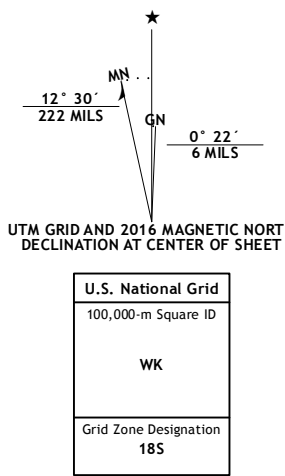 ★
MN
GN
12° 30´
222 MILS
0° 22´
6 MILS
UTM GRID AND 2016 MAGNETIC NORT
DECLINATION AT CENTER OF SHEET
U.S. National Grid
100,000-m Square ID
WK
Grid Zone Designation
18S